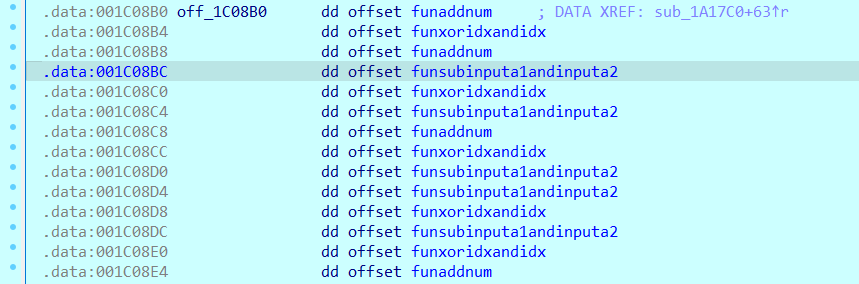 .data:001C08B0 off_1C08B0 dd offset funaddnum ; DATA XREF: sub_1A17C0+63↑r
.data:001C08B4 dd offset funxoridxandidx
.data:001C08B8 dd offset funaddnum
.data:001C08BC dd offset funsubinputa1andinputa2
.data:001C08C0 dd offset funxoridxandidx
.data:001C08C4 dd offset funsubinputa1andinputa2
.data:001C08C8 dd offset funaddnum
.data:001C08CC dd offset funxoridxandidx
.data:001C08D0 dd offset funsubinputa1andinputa2
.data:001C08D4 dd offset funsubinputa1andinputa2
.data:001C08D8 dd offset funxoridxandidx
.data:001C08DC dd offset funsubinputa1andinputa2
.data:001C08E0 dd offset funxoridxandidx
.data:001C08E4 dd offset funaddnum